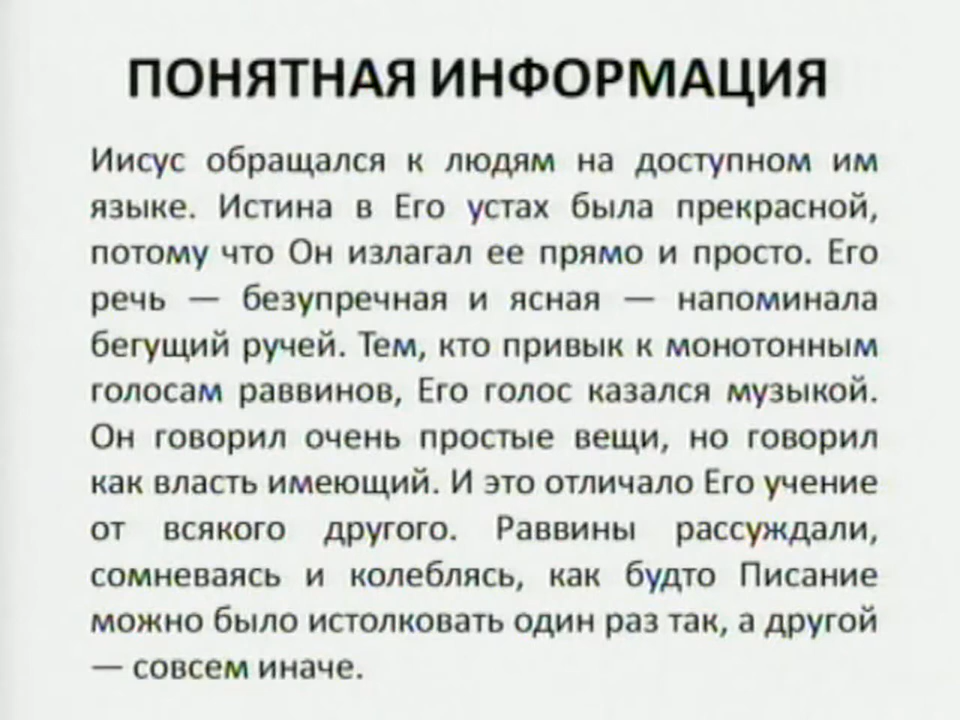 ПОНЯТНАЯ ИНФОРМАЦИЯ
Иисус обращался к людям на доступном им
языке. Истина в Его устах была прекрасной,
потому что Он излагал ее прямо и просто. Его
речь — безупречная и ясная — напоминала
бегущий ручей. Тем, кто привык к монотонным
голосам раввинов, Его голос казался музыкой.
Он говорил очень простые вещи, но говорил
как власть имеющий. И это отличало Его учение
от всякого другого. Раввины рассуждали,
сомневаясь и колеблясь, как будто Писание
можно было истолковать один раз так, а другой
— совсем иначе.